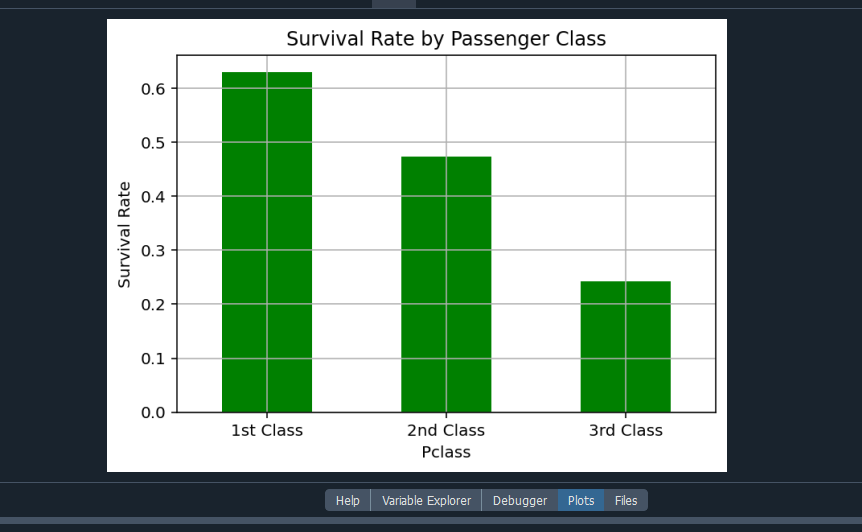 Survival Rate by Passenger Class
0.6
0.5
0.4
0.3
0.2
0.1
0.0
Survival Rate
1st Class 2nd Class 3rd Class
Pclass
Help Variable Explorer Debugger Plots Files